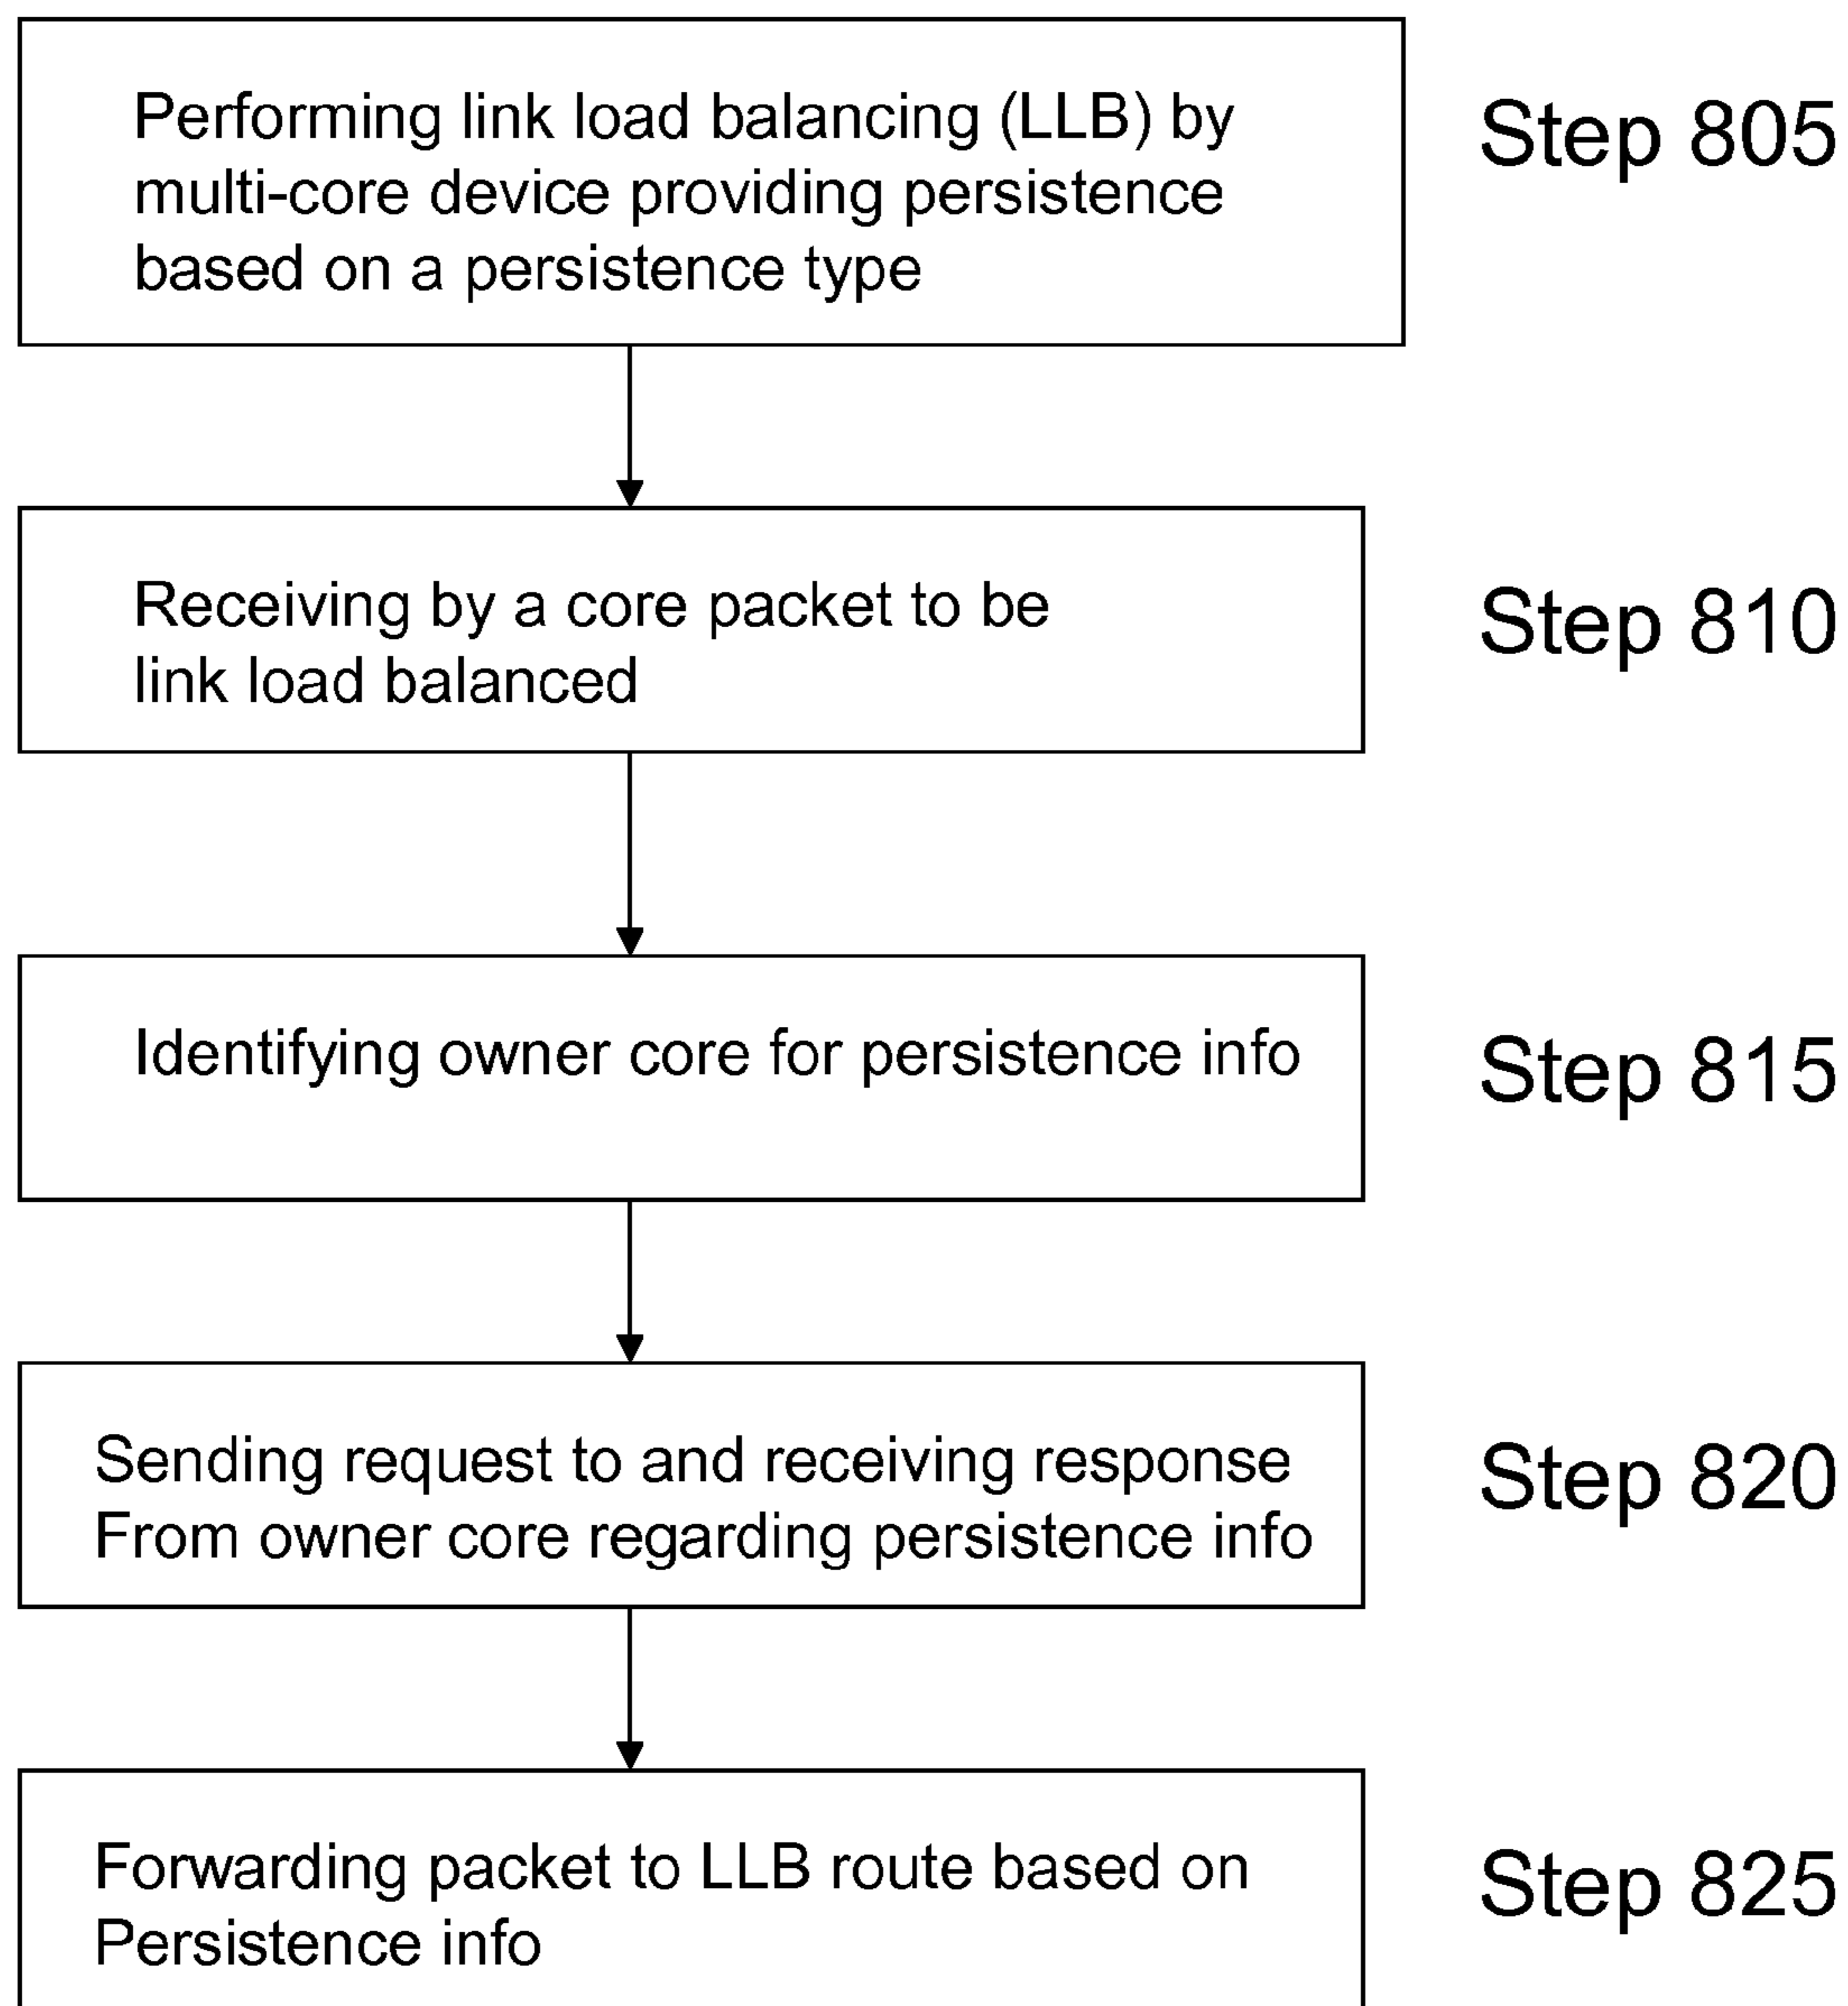 Performing link load balancing (LLB) by
multi-core device providing persistence
based on a persistence type
Step 805
Receiving by a core packet to be
link load balanced
Step 810
Identifying owner core for persistence info
Step 815
Sending request to and receiving response
From owner core regarding persistence info
Step 820
Forwarding packet to LLB route based on
Persistence info
Step 825